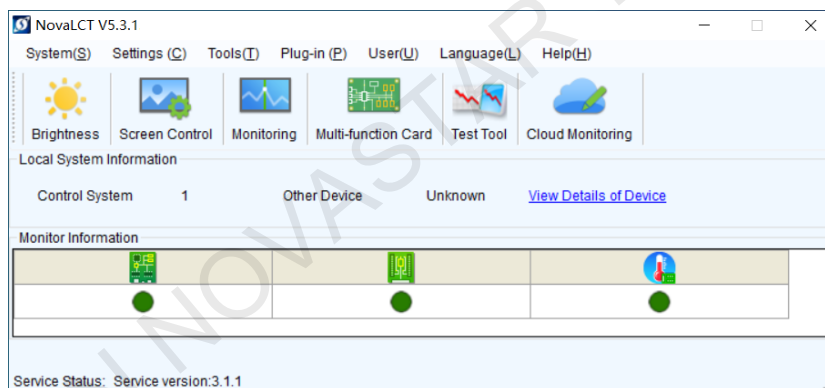 NovaLCT V5.3.1
System(S) Settings (C) Tools(T) Plug-in (P) User(U) Language(L) Help(H)
Brightness Screen Control Monitoring Multi-function Card Test Tool Cloud Monitoring
Local System Information
Control System 1 Other Device Unknown View Details of Device
Monitor Information
Service Status: Service version:3.1.1
NOVASTAR